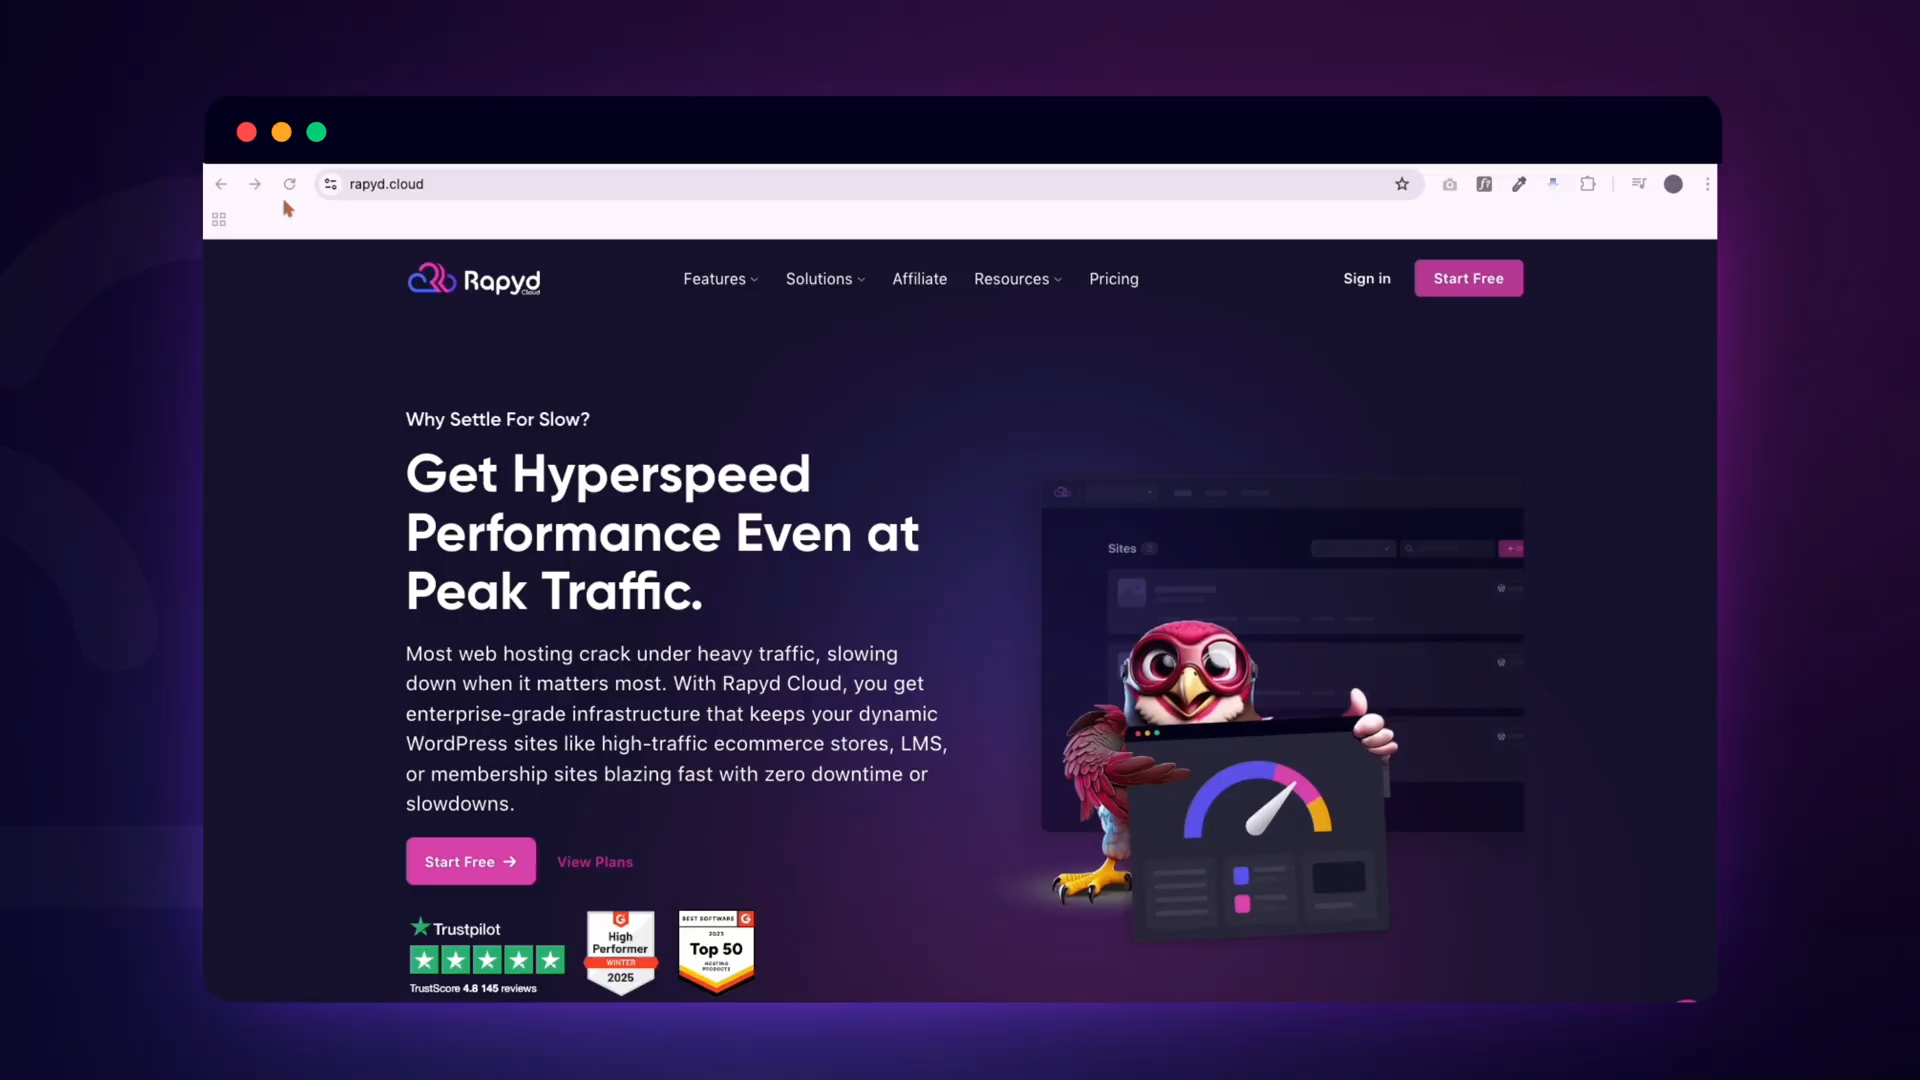 rapyd.cloud
Rapyd
Cloud
Features
Solutions
Affiliate
Resources
Pricing
Sign in
Start Free
Why Settle For Slow?
Get Hyperspeed
Performance Even at
Peak Traffic.
Most web hosting crack under heavy traffic, slowing
down when it matters most. With Rapyd Cloud, you get
enterprise-grade infrastructure that keeps your dynamic
WordPress sites like high-traffic ecommerce stores, LMS,
or membership sites blazing fast with zero downtime or
slowdowns.
Start Free →
View Plans
Sites
Trustpilot
TrustScore 4.8 145 reviews
G
High
Performer
WINTER
2025
BEST SOFTWARE G
2025
Top 50
HOSTING
PRODUCTS